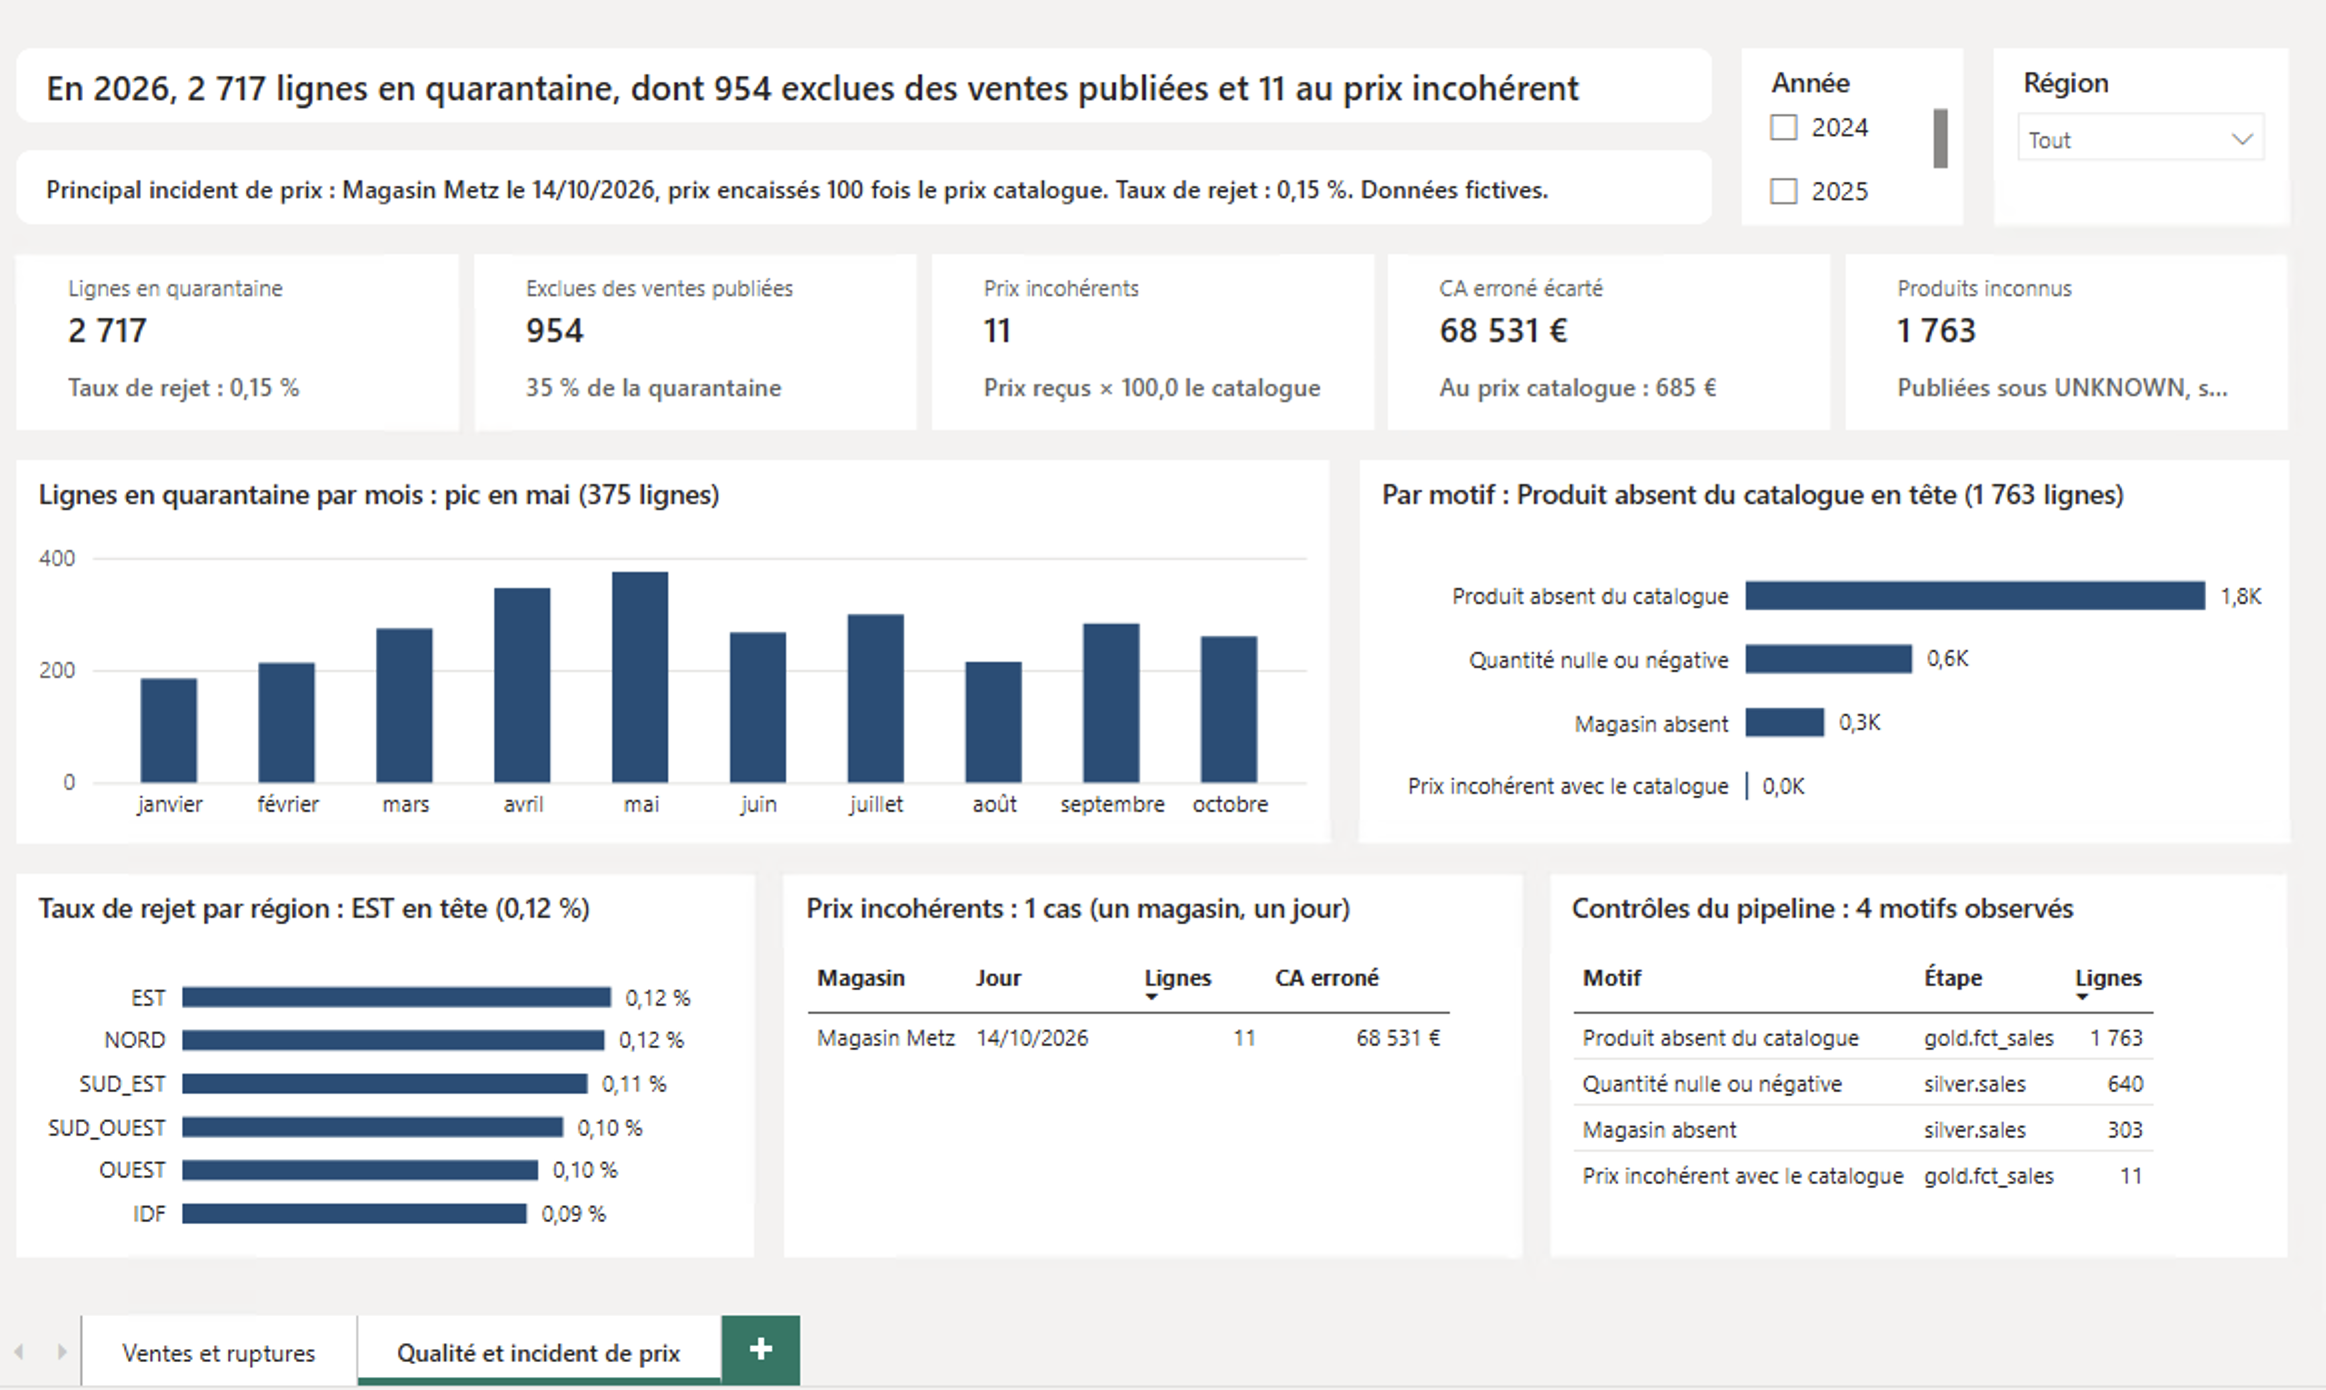 En 2026, 2 717 lignes en quarantaine, dont 954 exclues des ventes publiées et 11 au prix incohérent
Principal incident de prix : Magasin Metz le 14/10/2026, prix encaissés 100 fois le prix catalogue. Taux de rejet : 0,15 %. Données fictives.
Année
2024
2025
Région
Tout
Lignes en quarantaine
2 717
Taux de rejet : 0,15 %
Exclues des ventes publiées
954
35 % de la quarantaine
Prix incohérents
11
Prix reçus × 100,0 le catalogue
CA erroné écarté
68 531 €
Au prix catalogue : 685 €
Produits inconnus
1 763
Publiées sous UNKNOWN, s...
Lignes en quarantaine par mois : pic en mai (375 lignes)
400
200
0
janvier février mars avril mai juin juillet août septembre octobre
Par motif : Produit absent du catalogue en tête (1 763 lignes)
Produit absent du catalogue 1,8K
Quantité nulle ou négative 0,6K
Magasin absent 0,3K
Prix incohérent avec le catalogue 0,0K
Taux de rejet par région : EST en tête (0,12 %)
EST 0,12 %
NORD 0,12 %
SUD_EST 0,11 %
SUD_OUEST 0,10 %
OUEST 0,10 %
IDF 0,09 %
Prix incohérents : 1 cas (un magasin, un jour)
Magasin Jour Lignes CA erroné
Magasin Metz 14/10/2026 11 68 531 €
Contrôles du pipeline : 4 motifs observés
Motif Étape Lignes
Produit absent du catalogue gold.fct_sales 1 763
Quantité nulle ou négative silver.sales 640
Magasin absent silver.sales 303
Prix incohérent avec le catalogue gold.fct_sales 11
Ventes et ruptures Qualité et incident de prix +